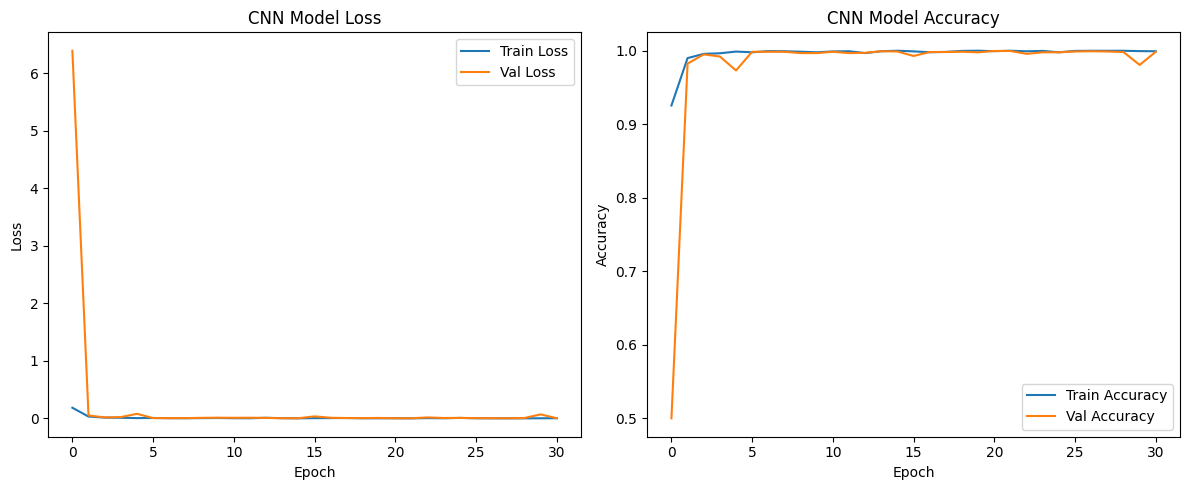 CNN Model Loss
Train Loss
Val Loss
6
5
4
3
2
1
0
Loss
0 5 10 15 20 25 30
Epoch
CNN Model Accuracy
1.0
0.9
0.8
0.7
0.6
0.5
Accuracy
Train Accuracy
Val Accuracy
0 5 10 15 20 25 30
Epoch